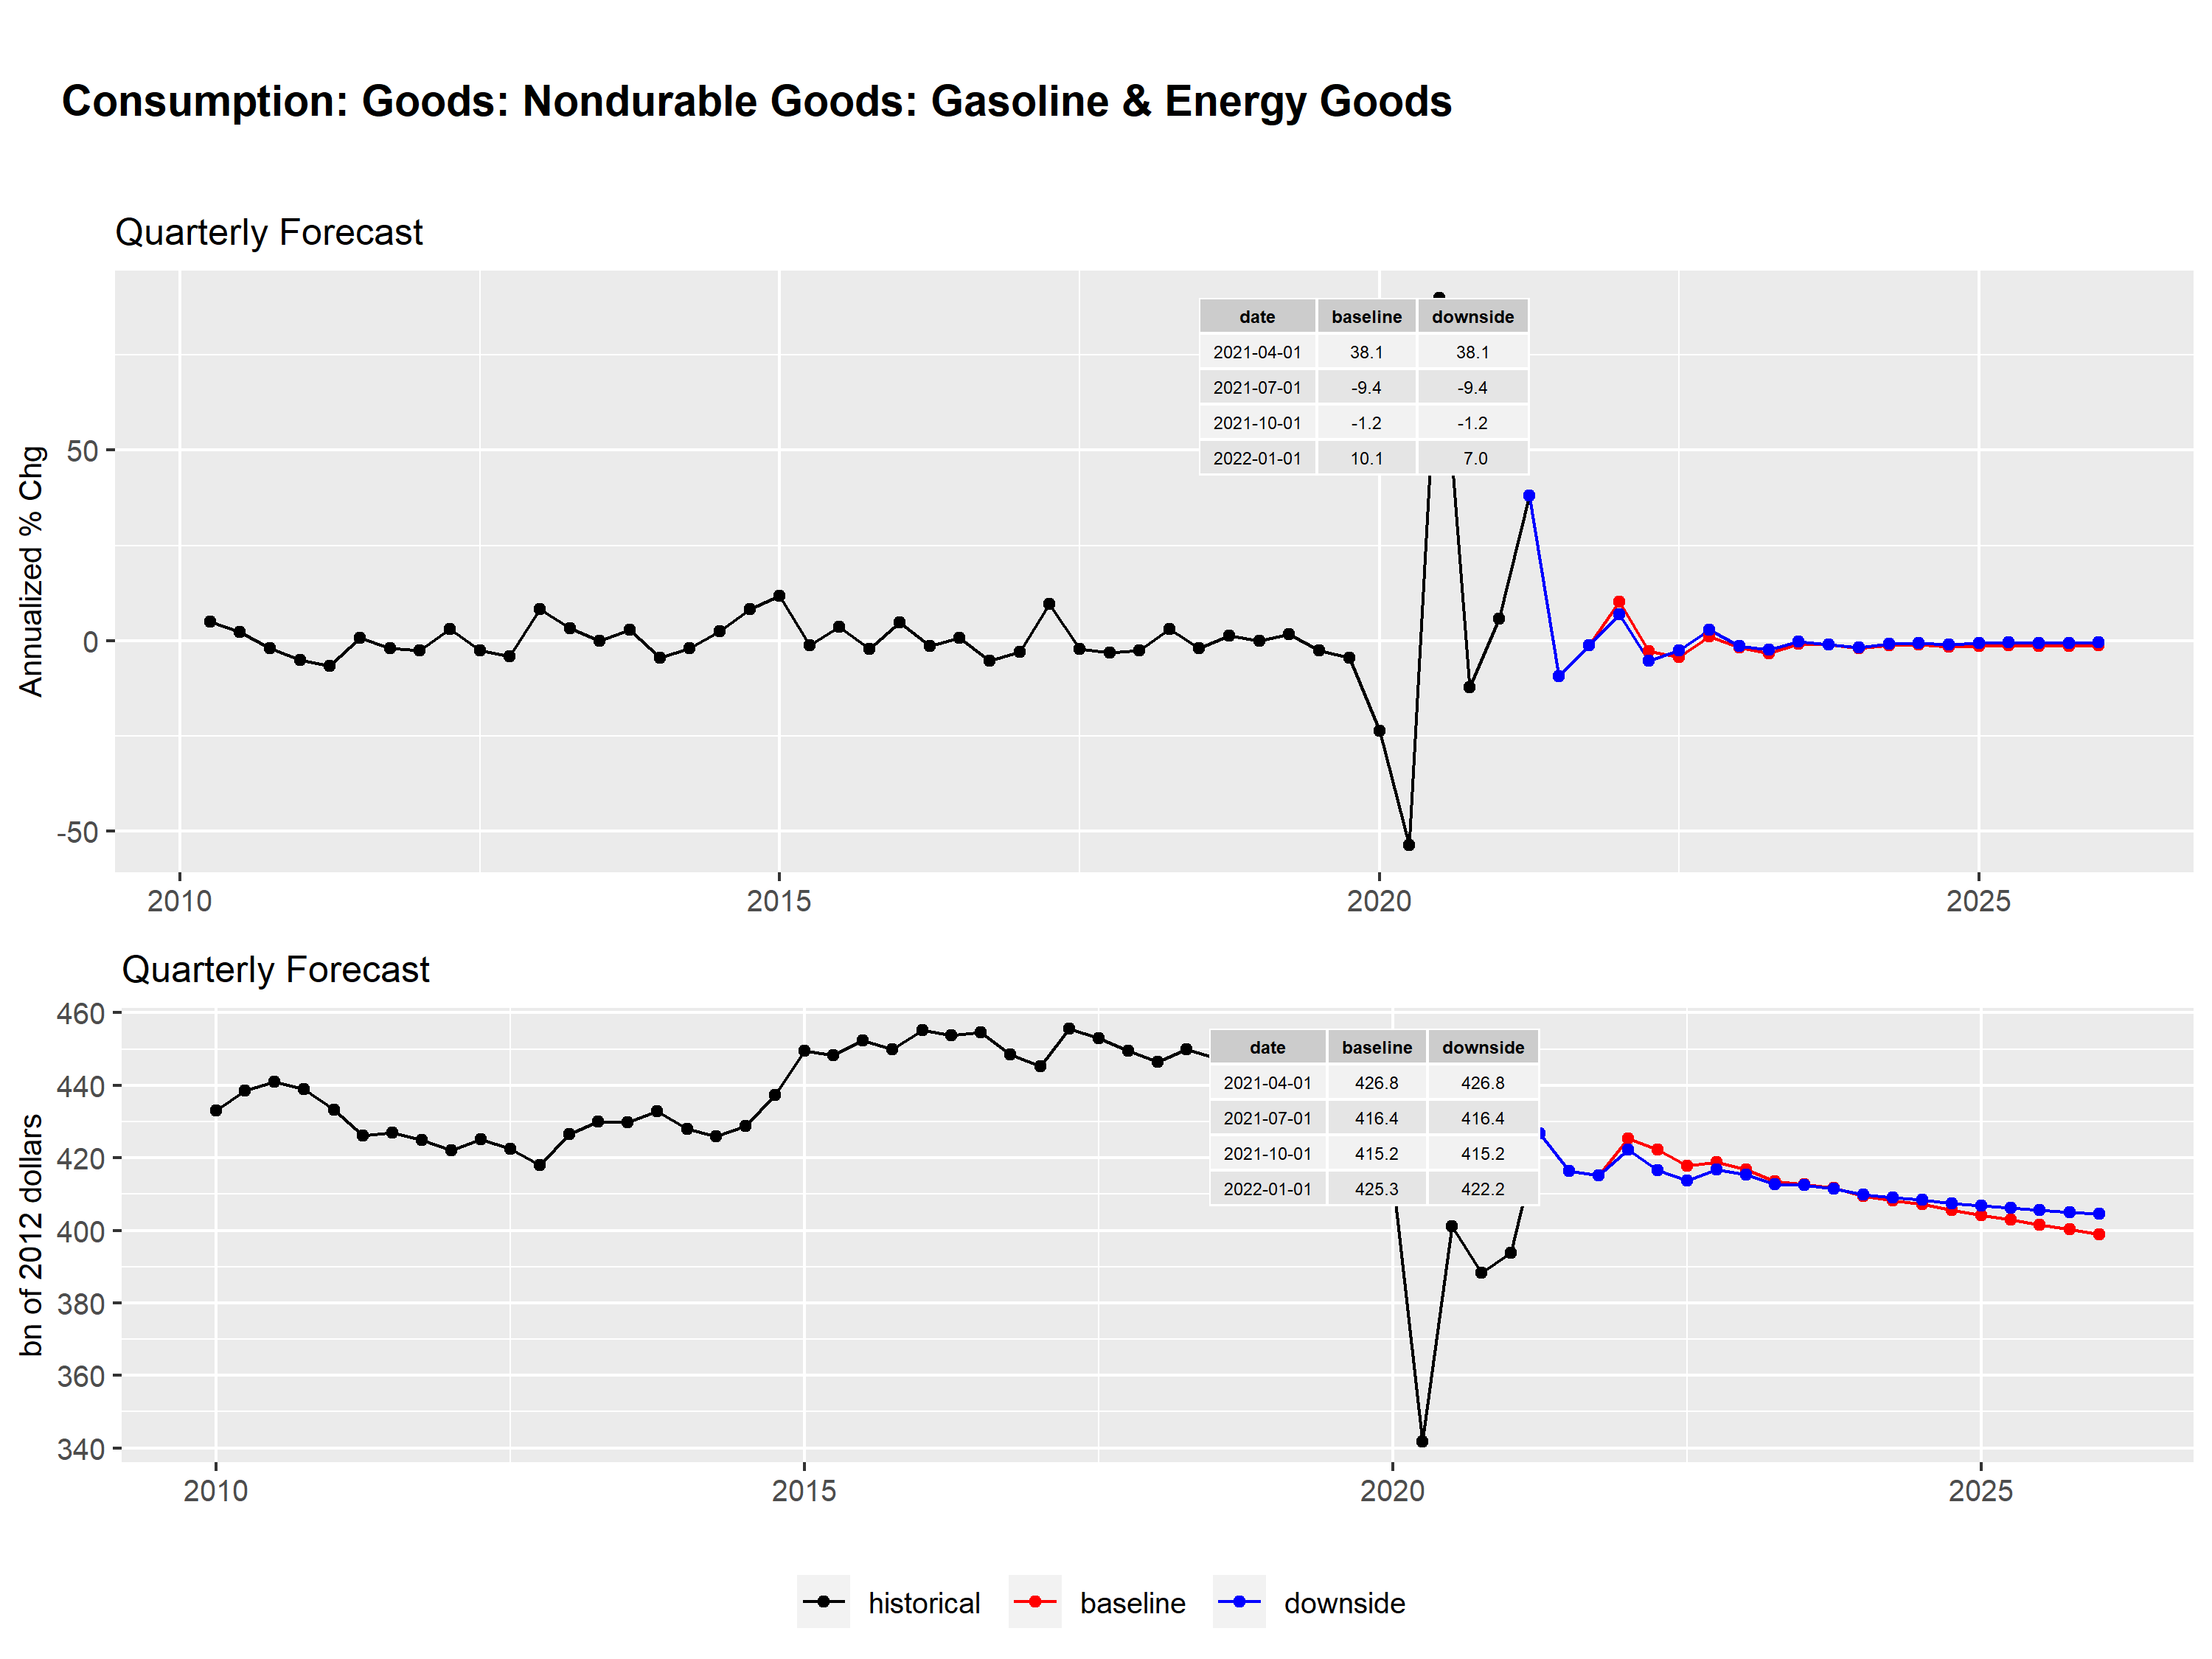 Consumption: Goods: Nondurable Goods: Gasoline & Energy Goods
Quarterly Forecast
Annualized % Chg
50
0
-50
date baseline downside
2021-04-01 38.1 38.1
2021-07-01 -9.4 -9.4
2021-10-01 -1.2 -1.2
2022-01-01 10.1 7.0
2010 2015 2020 2025
Quarterly Forecast
bn of 2012 dollars
460
440
420
400
380
360
340
date baseline downside
2021-04-01 426.8 426.8
2021-07-01 416.4 416.4
2021-10-01 415.2 415.2
2022-01-01 425.3 422.2
2010 2015 2020 2025
historical baseline downside